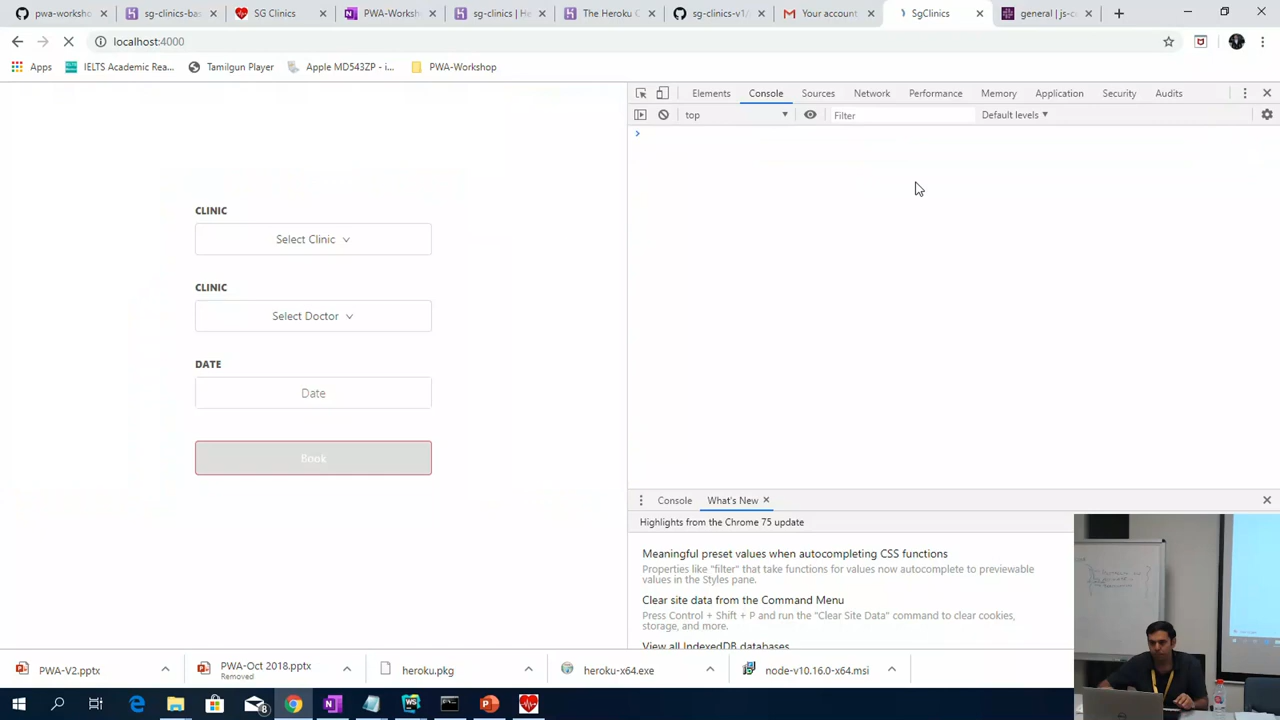 pwa-worksho
sg-clinics-bas
SG Clinics
PWA-Worksh
sg-clinics | He
The Heroku C
sg-clinics-v1/
Your account
SgClinics
general | js-c
localhost:4000
Apps
IELTS Academic Rea...
Tamilgun Player
Apple MD543ZP - i...
PWA-Workshop
Elements
Console
Sources
Network
Performance
Memory
Application
Security
Audits
top
Filter
Default levels
CLINIC
Select Clinic
CLINIC
Select Doctor
DATE
Date
Book
Console
What's New
Highlights from the Chrome 75 update
Meaningful preset values when autocompleting CSS functions
Properties like "filter" that take functions for values now autocomplete to previewable
values in the Styles pane.
Clear site data from the Command Menu
Press Control + Shift + P and run the "Clear Site Data" command to clear cookies,
storage, and more.
View all IndexedDB databases
PWA-V2.pptx
PWA-Oct 2018.pptx
Removed
heroku.pkg
heroku-x64.exe
node-v10.16.0-x64.msi